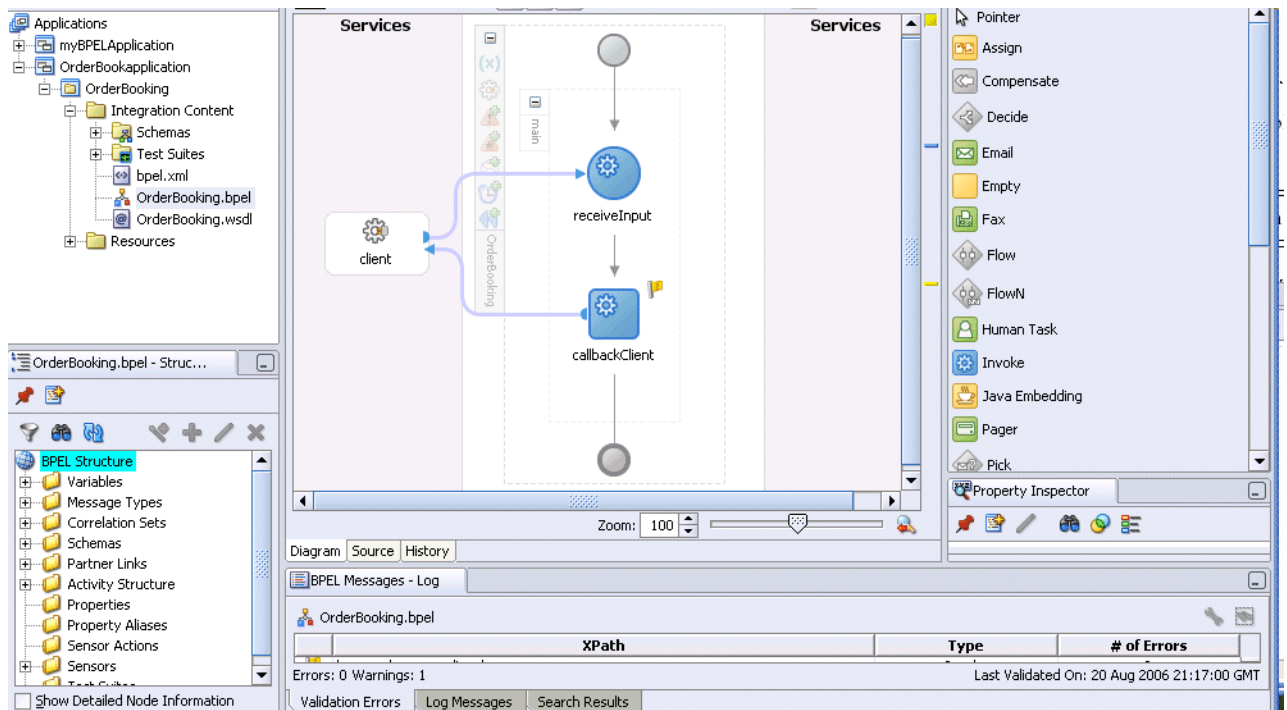 Applications
myBPELApplication
OrderBookapplication
OrderBooking
Integration Content
Schemas
Test Suites
bpel.xml
OrderBooking.bpel
OrderBooking.wsdl
Resources
OrderBooking.bpel - Struc...
BPEL Structure
Variables
Message Types
Correlation Sets
Schemas
Partner Links
Activity Structure
Properties
Property Aliases
Sensor Actions
Sensors
Show Detailed Node Information
Services
Services
(x)
main
OrderBooking
client
receiveInput
callbackClient
Zoom: 100
Diagram Source History
Pointer
Assign
Compensate
Decide
Email
Empty
Fax
Flow
FlowN
Human Task
Invoke
Java Embedding
Pager
Pick
Property Inspector
BPEL Messages - Log
OrderBooking.bpel
XPath Type # of Errors
Errors: 0 Warnings: 1 Last Validated On: 20 Aug 2006 21:17:00 GMT
Validation Errors Log Messages Search Results